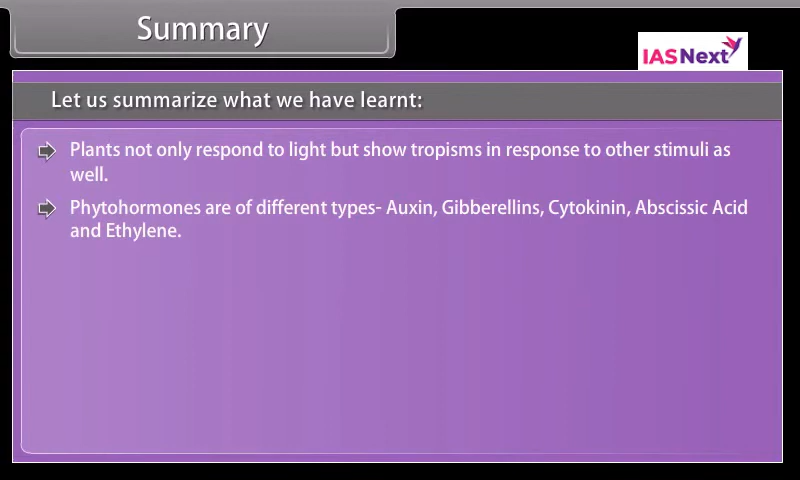 Summary
IASNext
Let us summarize what we have learnt:
Plants not only respond to light but show tropisms in response to other stimuli as
well.
Phytohormones are of different types- Auxin, Gibberellins, Cytokinin, Abscissic Acid
and Ethylene.